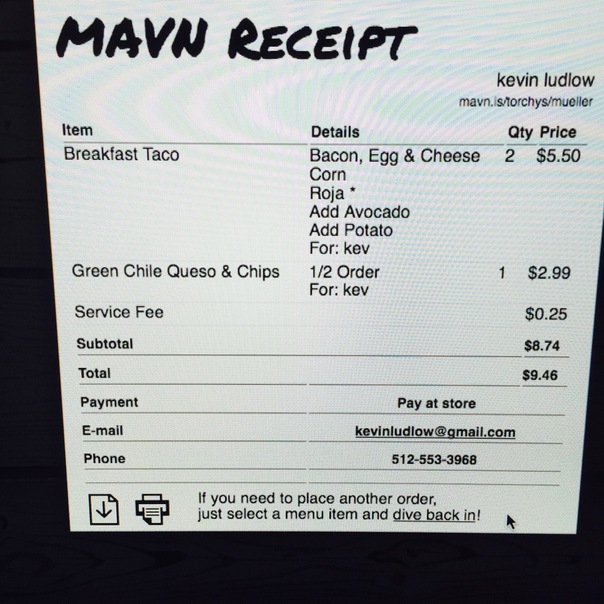 MAVN RECEIPT
kevin ludlow
mavn.is/torchys/mueller
Item Details Qty Price
Breakfast Taco Bacon, Egg & Cheese 2 $5.50
Corn
Roja *
Add Avocado
Add Potato
For: kev
Green Chile Queso & Chips 1/2 Order 1 $2.99
For: kev
Service Fee $0.25
Subtotal $8.74
Total $9.46
Payment Pay at store
E-mail kevinludlow@gmail.com
Phone 512-553-3968
If you need to place another order,
just select a menu item and dive back in!